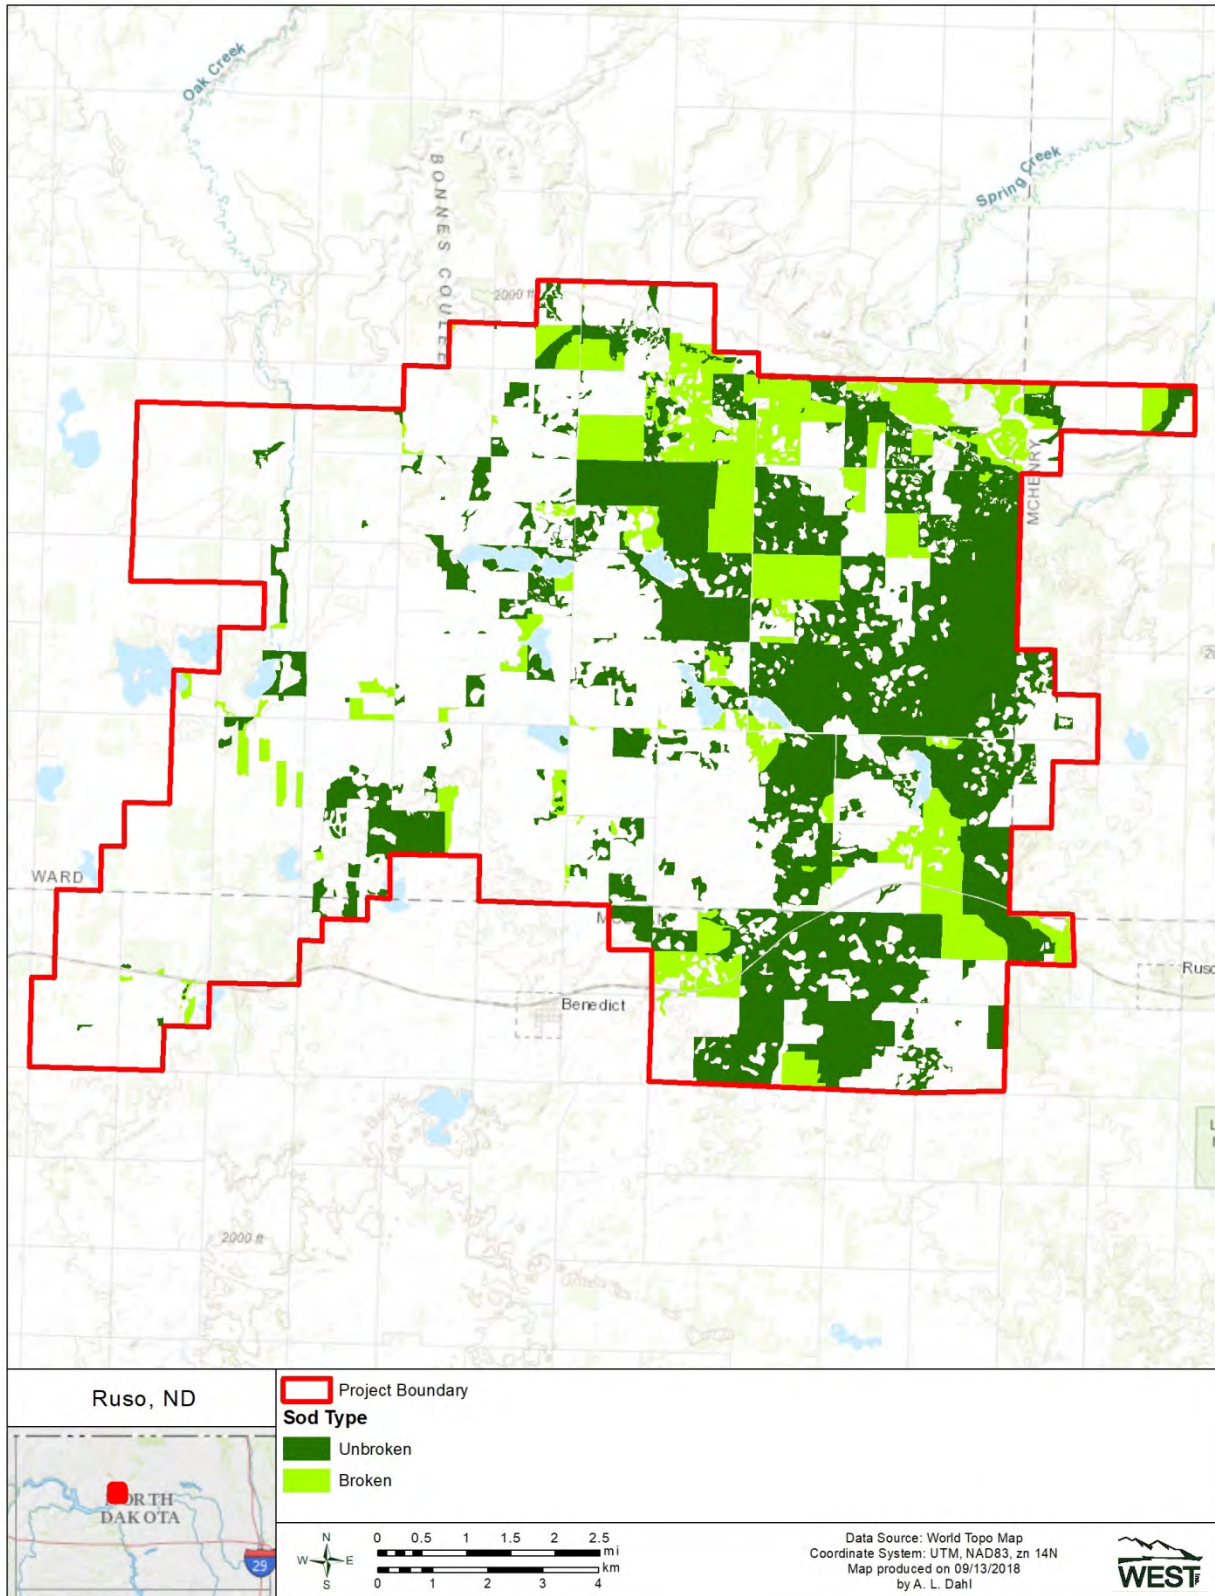 Oak Creek
BONNES COULEE
Spring Creek
2000 ft
MCHENRY
WARD
Benedict
2000 ft
Ruso, ND
NORTH
DAKOTA
29
Project Boundary
Sod Type
Unbroken
Broken
N
W
E
S
0 0.5 1 1.5 2 2.5
mi
km
0 1 2 3 4
Data Source: World Topo Map
Coordinate System: UTM, NAD83, zn 14N
Map produced on 09/13/2018
by A. L. Dahl
WEST